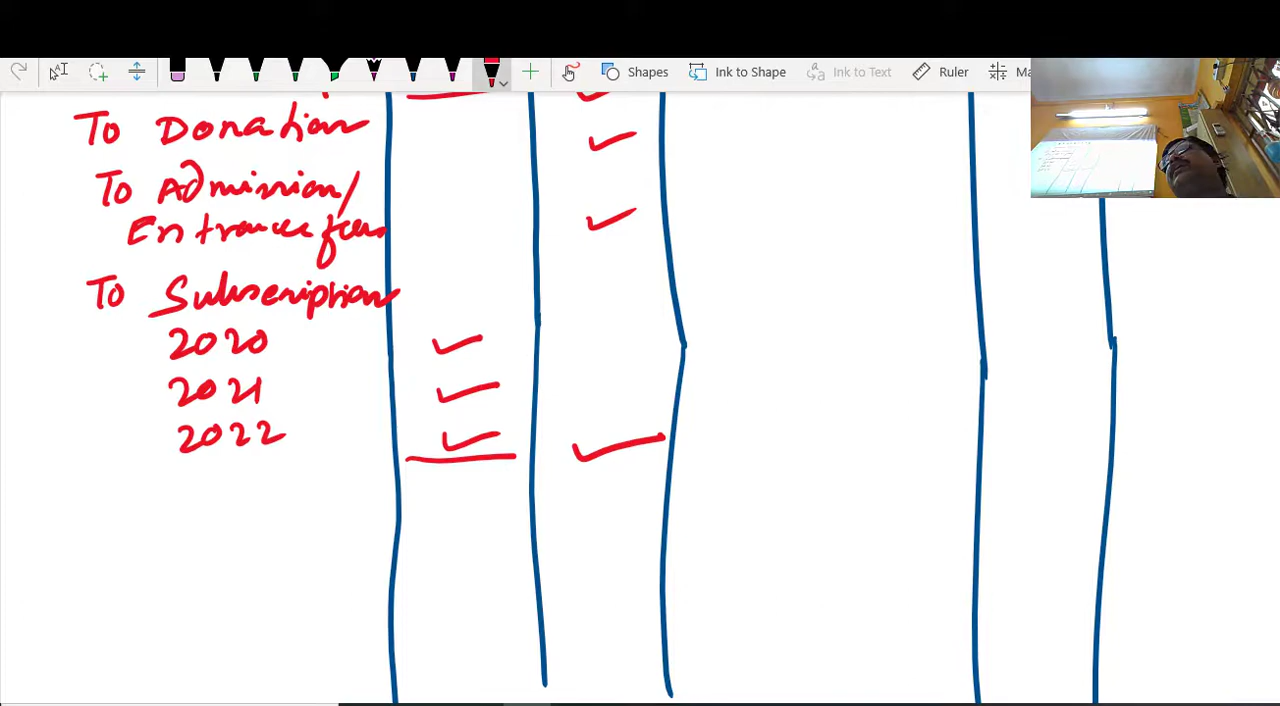 Shapes
Ink to Shape
Ink to Text
Ruler
Ma
To Donation
To Admission/
Entrance fees
To Subscription
2020
2021
2022